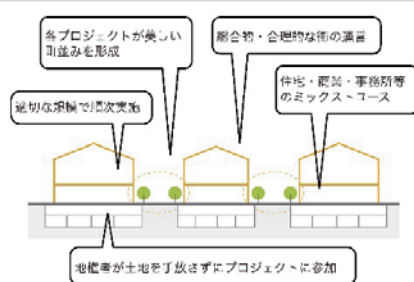 各プロジェクトが美しい
町並みを形成
総合的・合理的な街の運営
住宅・商業・事務所等
のミックストユース
適切な規模で順次実施
地権者が土地を手放さずにプロジェクトに参加